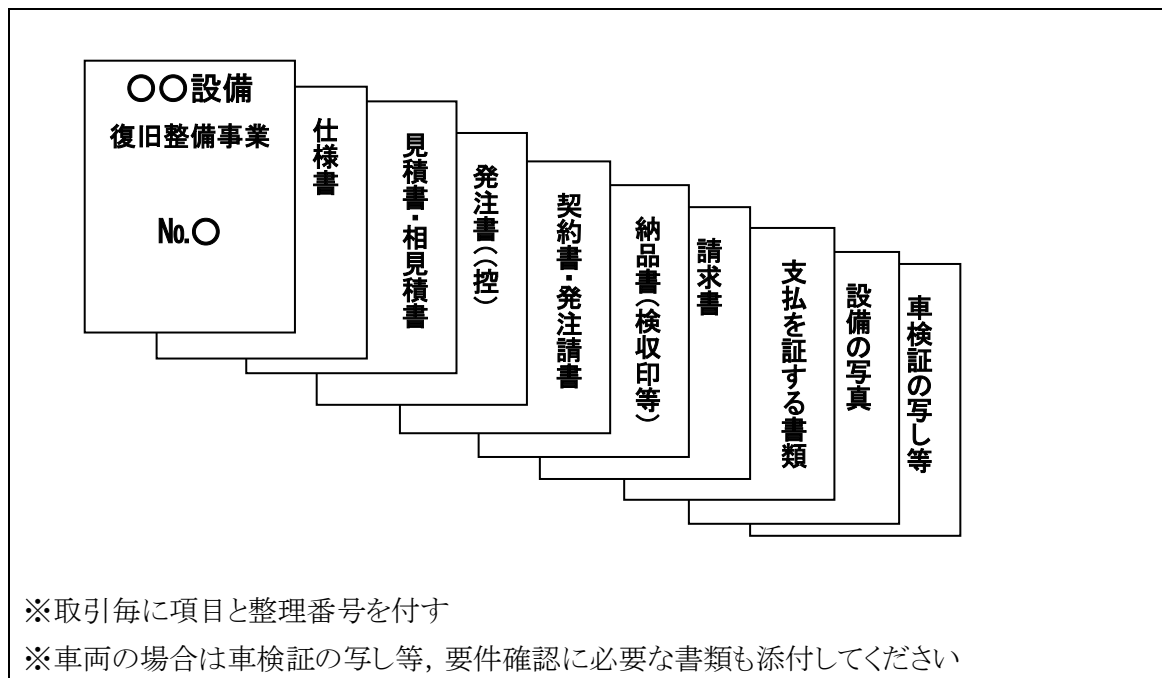 〇〇設備
復旧整備事業
№〇
仕様書
見積書・相見積書
発注書(（控）
契約書・発注請書
納品書（検収印等）
請求書
支払を証する書類
設備の写真
車検証の写し等
※取引毎に項目と整理番号を付す
※車両の場合は車検証の写し等，要件確認に必要な書類も添付してください